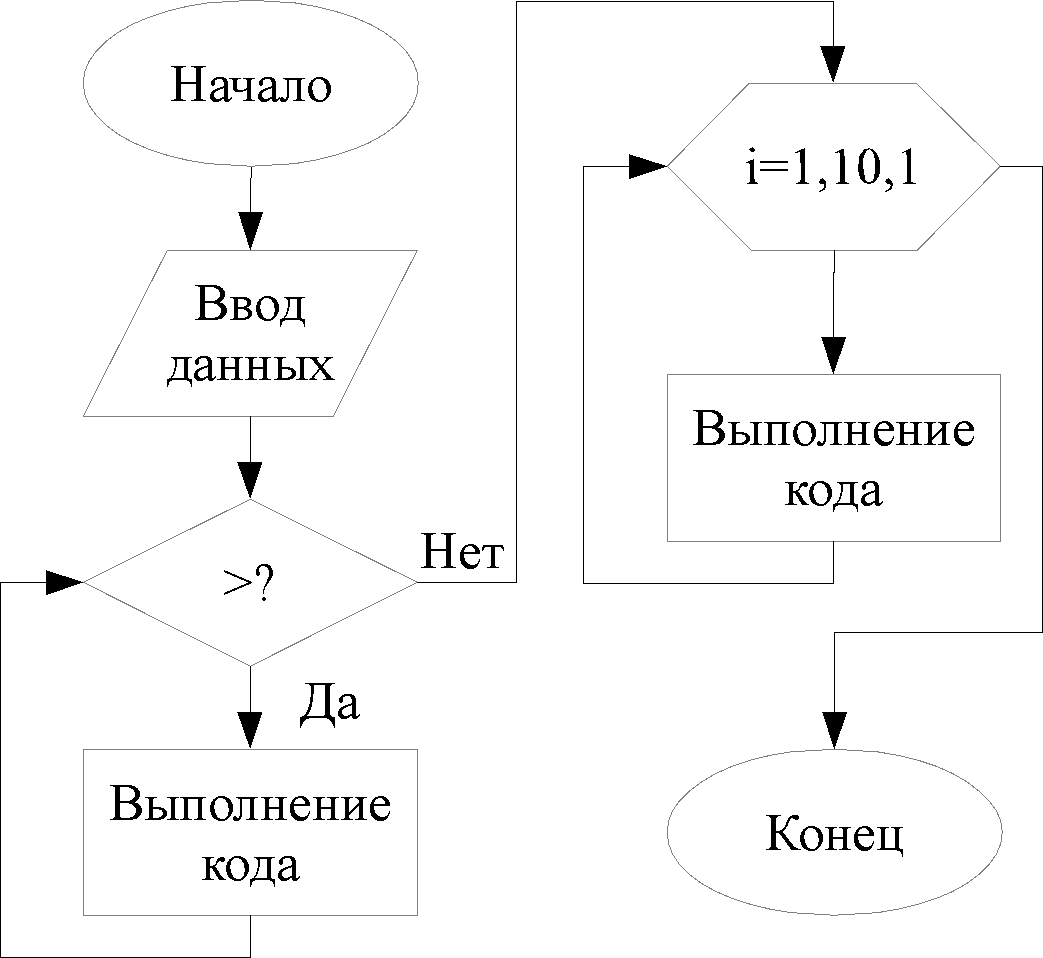 Начало
Ввод
данных
>?
Нет
Да
Выполнение
кода
i=1,10,1
Выполнение
кода
Конец